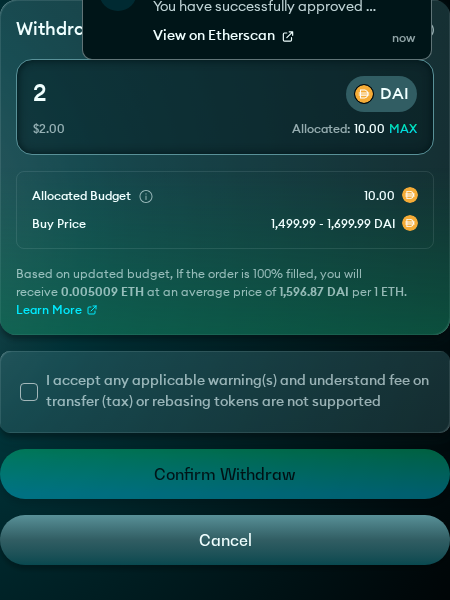 You have successfully approved ...
Withdra
View on Etherscan
now
2
DAI
$2.00
Allocated: 10.00 MAX
Allocated Budget
10.00
Buy Price
1,499.99 - 1,699.99 DAI
Based on updated budget, If the order is 100% filled, you will
receive 0.005009 ETH at an average price of 1,596.87 DAI per 1 ETH.
Learn More
I accept any applicable warning(s) and understand fee on
transfer (tax) or rebasing tokens are not supported
Confirm Withdraw
Cancel